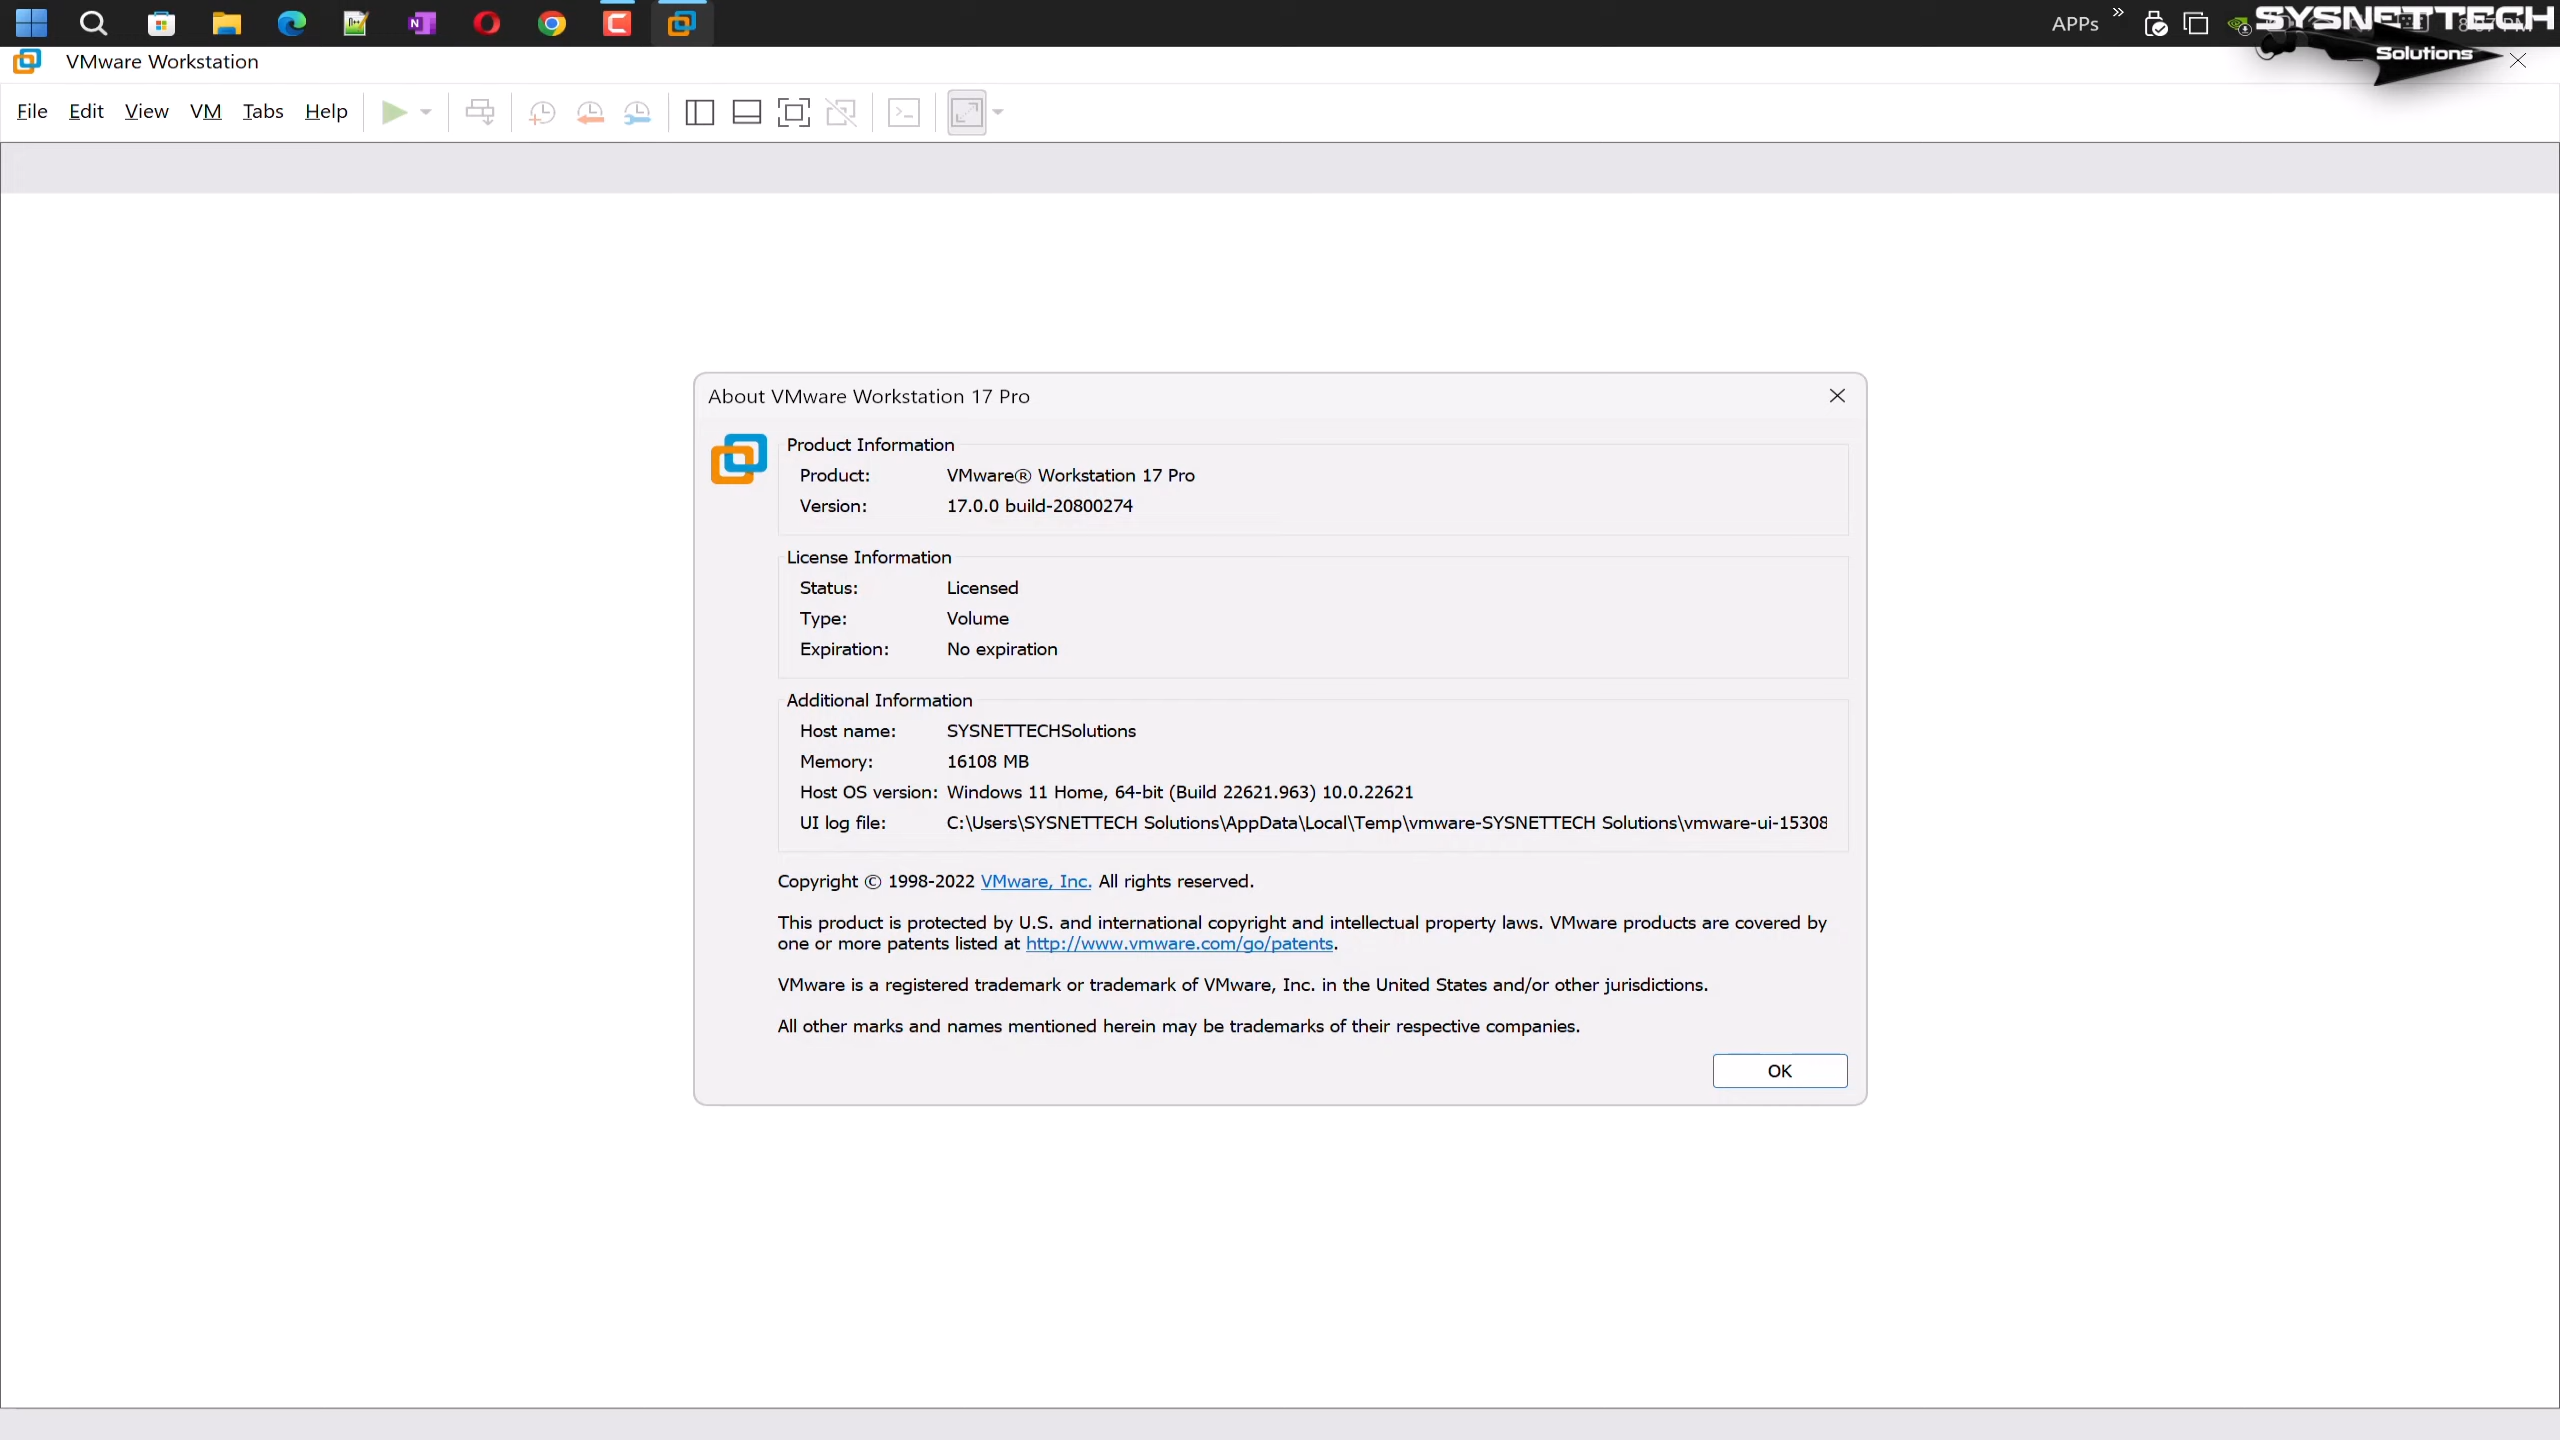 APPs
SYSNETTECH
Solutions
VMware Workstation
File Edit View VM Tabs Help
About VMware Workstation 17 Pro
Product Information
Product: VMware® Workstation 17 Pro
Version: 17.0.0 build-20800274
License Information
Status: Licensed
Type: Volume
Expiration: No expiration
Additional Information
Host name: SYSNETTECHSolutions
Memory: 16108 MB
Host OS version: Windows 11 Home, 64-bit (Build 22621.963) 10.0.22621
UI log file: C:\Users\SYSNETTECH Solutions\AppData\Local\Temp\vmware-SYSNETTECH Solutions\vmware-ui-15308
Copyright © 1998-2022 VMware, Inc. All rights reserved.
This product is protected by U.S. and international copyright and intellectual property laws. VMware products are covered by
one or more patents listed at http://www.vmware.com/go/patents.
VMware is a registered trademark or trademark of VMware, Inc. in the United States and/or other jurisdictions.
All other marks and names mentioned herein may be trademarks of their respective companies.
OK